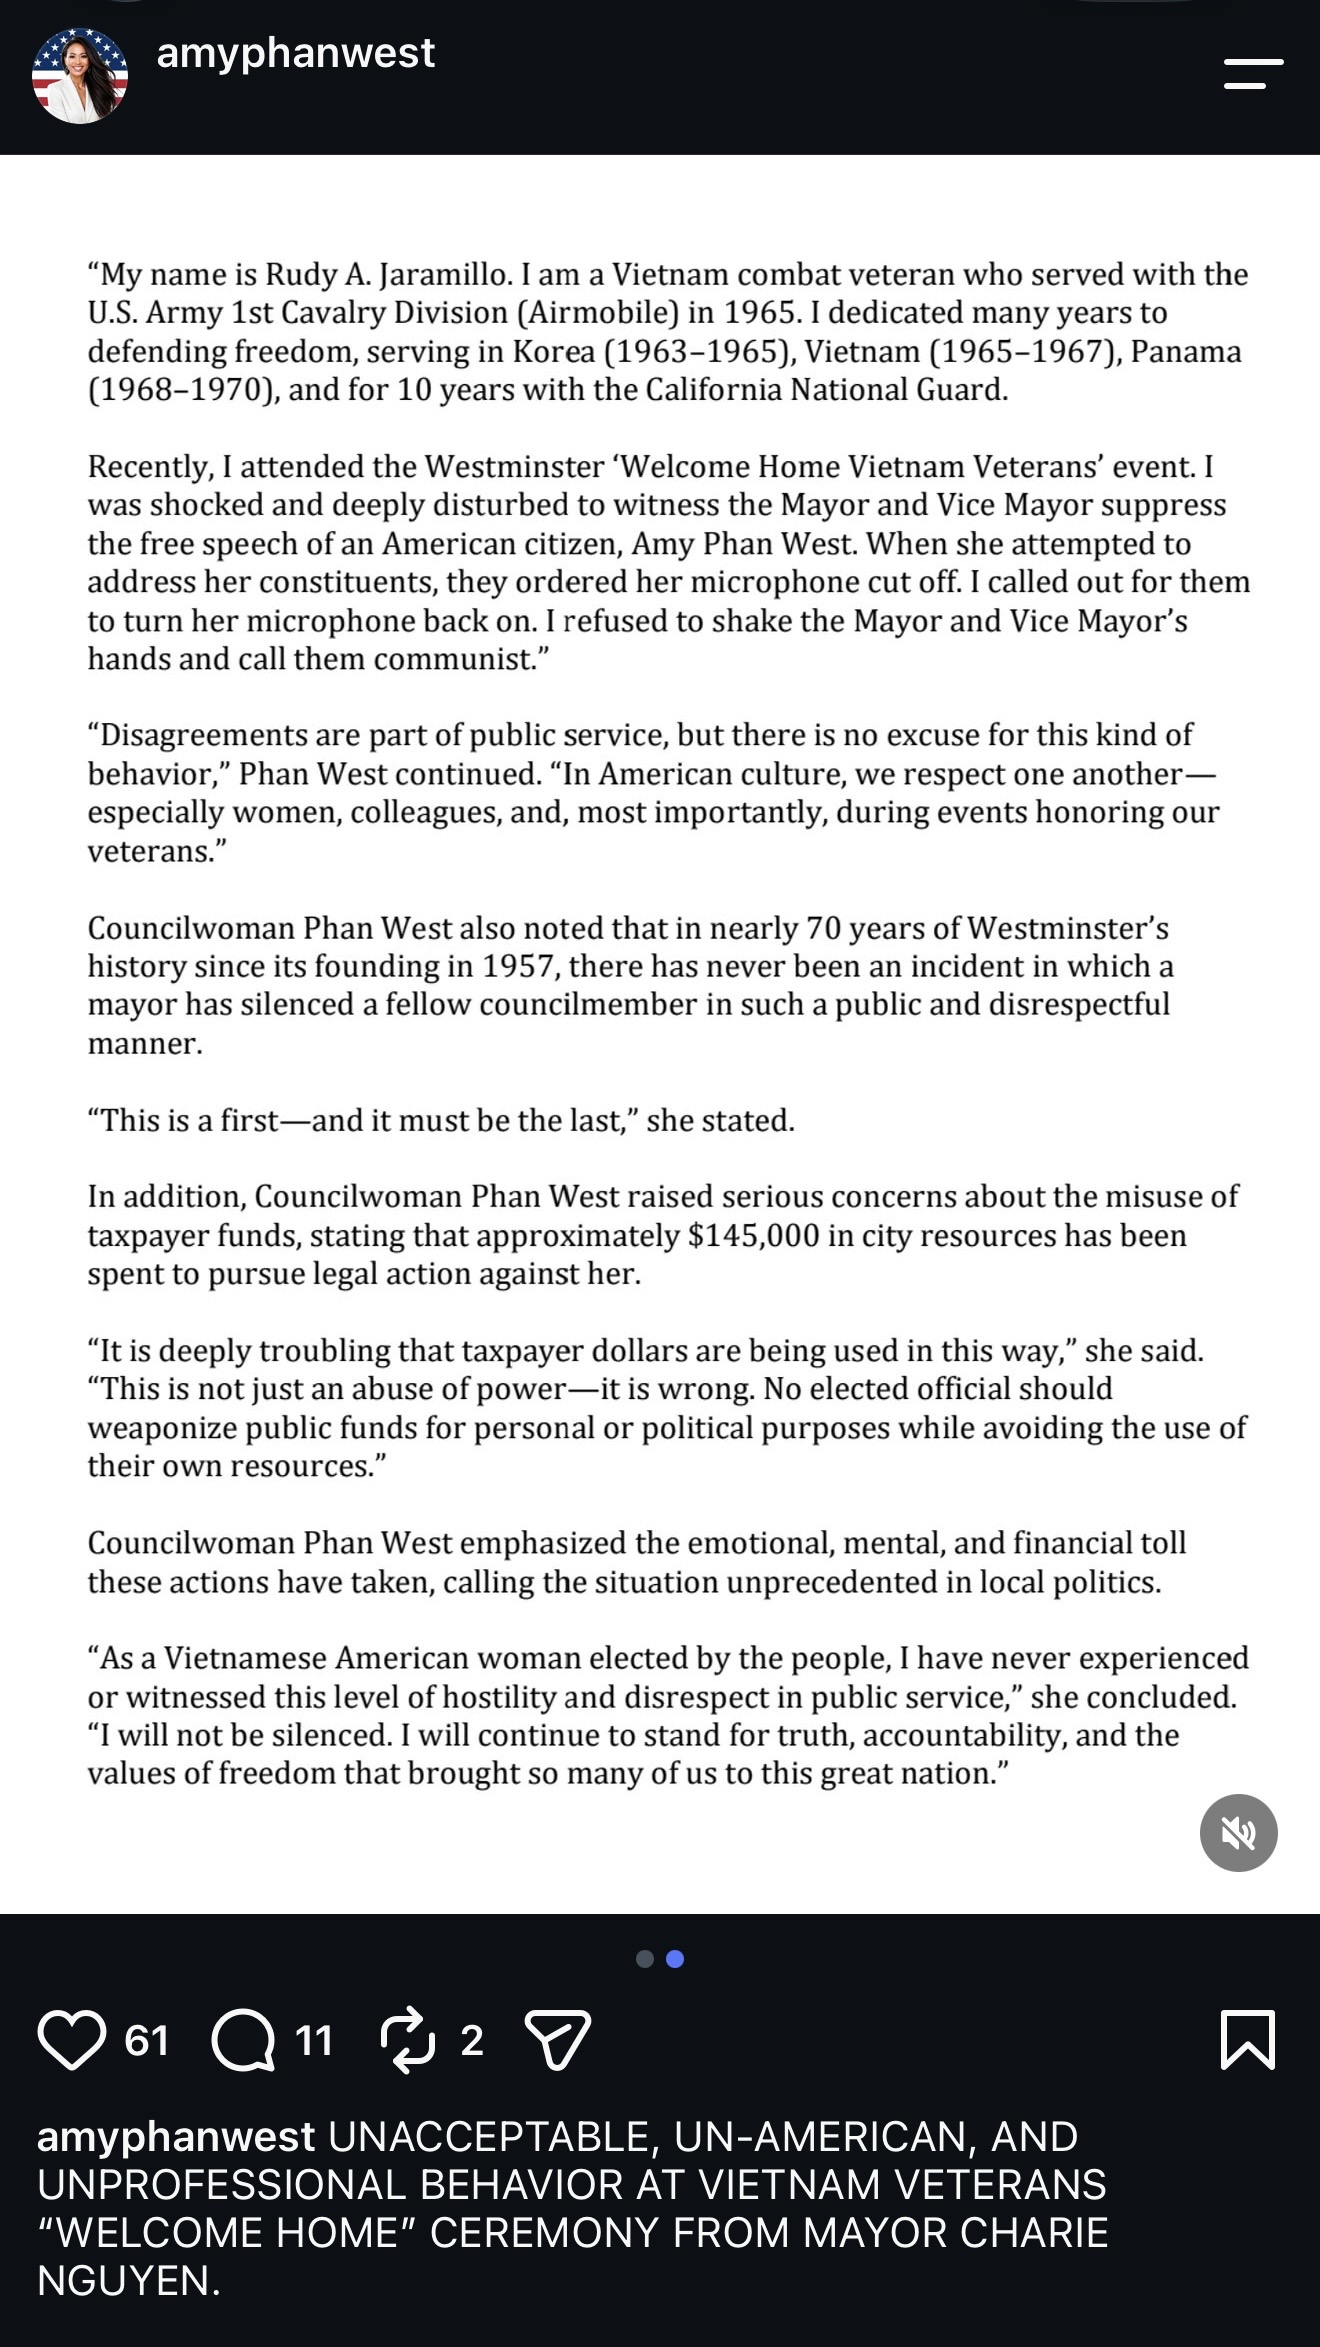 amyphanwest
“My name is Rudy A. Jaramillo. I am a Vietnam combat veteran who served with the
U.S. Army 1st Cavalry Division (Airmobile) in 1965. I dedicated many years to
defending freedom, serving in Korea (1963–1965), Vietnam (1965–1967), Panama
(1968–1970), and for 10 years with the California National Guard.
Recently, I attended the Westminster ‘Welcome Home Vietnam Veterans’ event. I
was shocked and deeply disturbed to witness the Mayor and Vice Mayor suppress
the free speech of an American citizen, Amy Phan West. When she attempted to
address her constituents, they ordered her microphone cut off. I called out for them
to turn her microphone back on. I refused to shake the Mayor and Vice Mayor’s
hands and call them communist.”
“Disagreements are part of public service, but there is no excuse for this kind of
behavior,” Phan West continued. “In American culture, we respect one another—
especially women, colleagues, and, most importantly, during events honoring our
veterans.”
Councilwoman Phan West also noted that in nearly 70 years of Westminster’s
history since its founding in 1957, there has never been an incident in which a
mayor has silenced a fellow councilmember in such a public and disrespectful
manner.
“This is a first—and it must be the last,” she stated.
In addition, Councilwoman Phan West raised serious concerns about the misuse of
taxpayer funds, stating that approximately $145,000 in city resources has been
spent to pursue legal action against her.
“It is deeply troubling that taxpayer dollars are being used in this way,” she said.
“This is not just an abuse of power—it is wrong. No elected official should
weaponize public funds for personal or political purposes while avoiding the use of
their own resources.”
Councilwoman Phan West emphasized the emotional, mental, and financial toll
these actions have taken, calling the situation unprecedented in local politics.
“As a Vietnamese American woman elected by the people, I have never experienced
or witnessed this level of hostility and disrespect in public service,” she concluded.
“I will not be silenced. I will continue to stand for truth, accountability, and the
values of freedom that brought so many of us to this great nation.”
61 11 2
amyphanwest UNACCEPTABLE, UN-AMERICAN, AND
UNPROFESSIONAL BEHAVIOR AT VIETNAM VETERANS
“WELCOME HOME” CEREMONY FROM MAYOR CHARIE
NGUYEN.